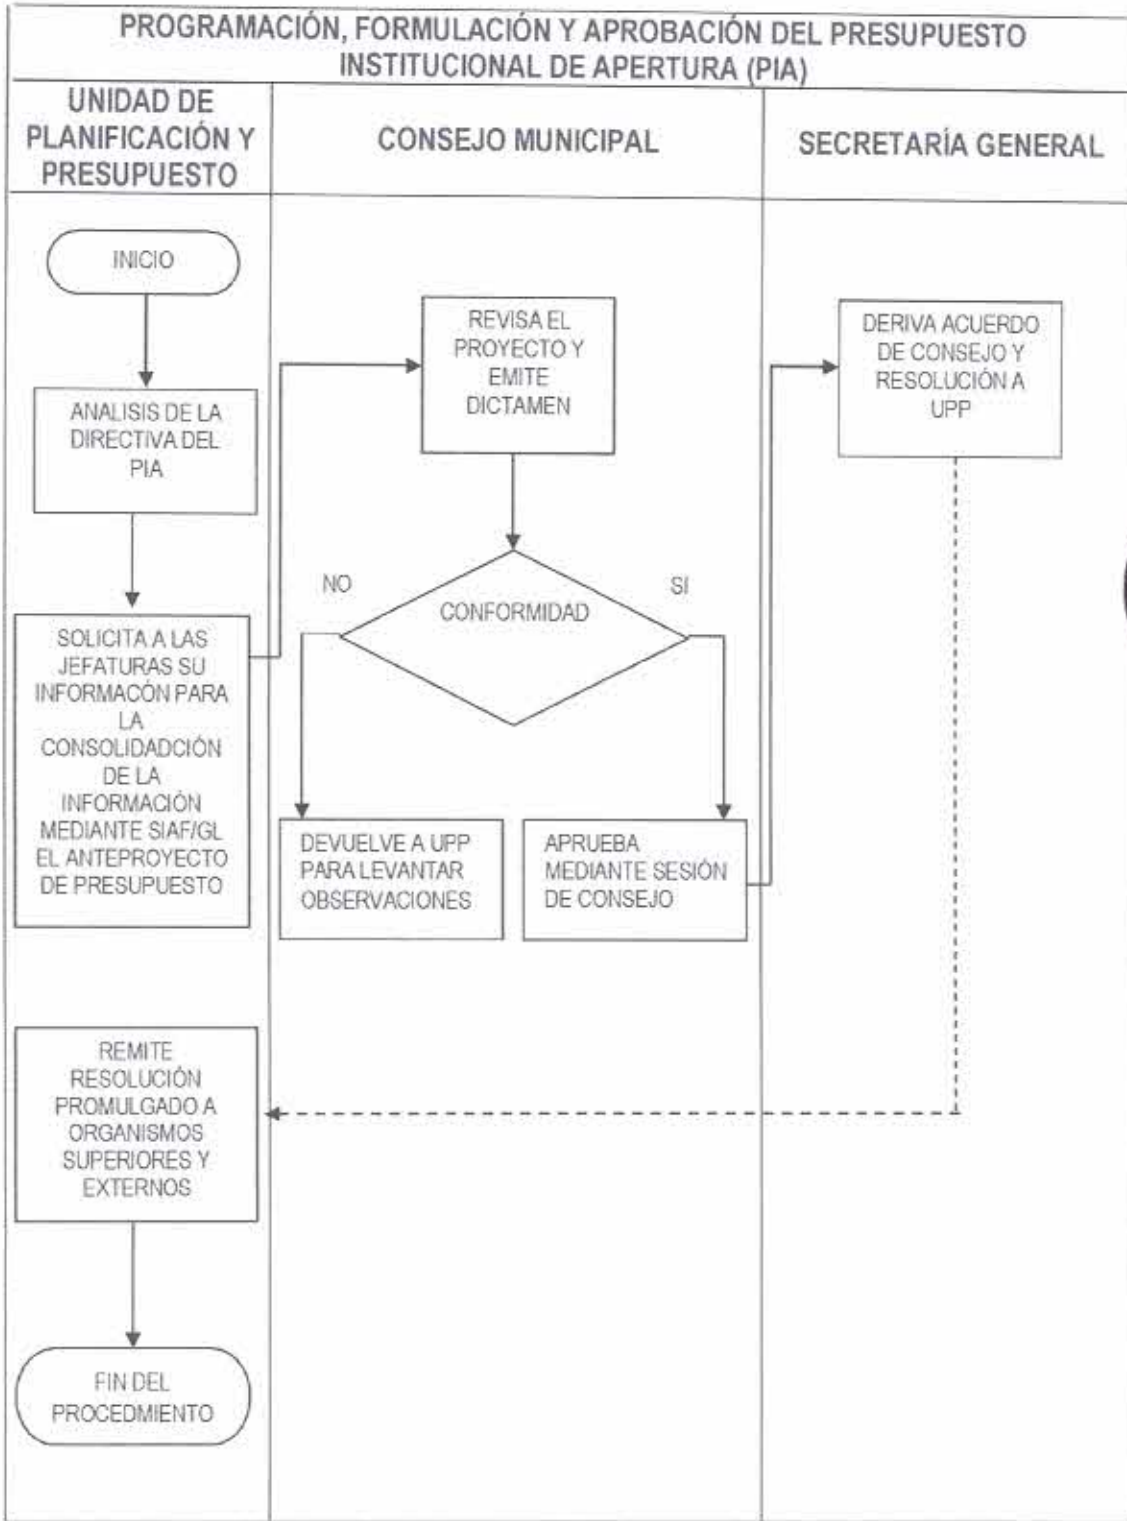 PROGRAMACIÓN, FORMULACIÓN Y APROBACIÓN DEL PRESUPUESTO
INSTITUCIONAL DE APERTURA (PIA)
UNIDAD DE
PLANIFICACIÓN Y
PRESUPUESTO
CONSEJO MUNICIPAL
SECRETARÍA GENERAL
INICIO
ANALISIS DE LA
DIRECTIVA DEL
PIA
SOLICITA A LAS
JEFATURAS SU
INFORMACÓN PARA
LA
CONSOLIDADCIÓN
DE LA
INFORMACIÓN
MEDIANTE SIAF/GL
EL ANTEPROYECTO
DE PRESUPUESTO
REVISA EL
PROYECTO Y
EMITE
DICTAMEN
CONFORMIDAD
NO
SI
DEVUELVE A UPP
PARA LEVANTAR
OBSERVACIONES
APRUEBA
MEDIANTE SESIÓN
DE CONSEJO
DERIVA ACUERDO
DE CONSEJO Y
RESOLUCIÓN A
UPP
REMITE
RESOLUCIÓN
PROMULGADO A
ORGANISMOS
SUPERIORES Y
EXTERNOS
FIN DEL
PROCEDMIENTO